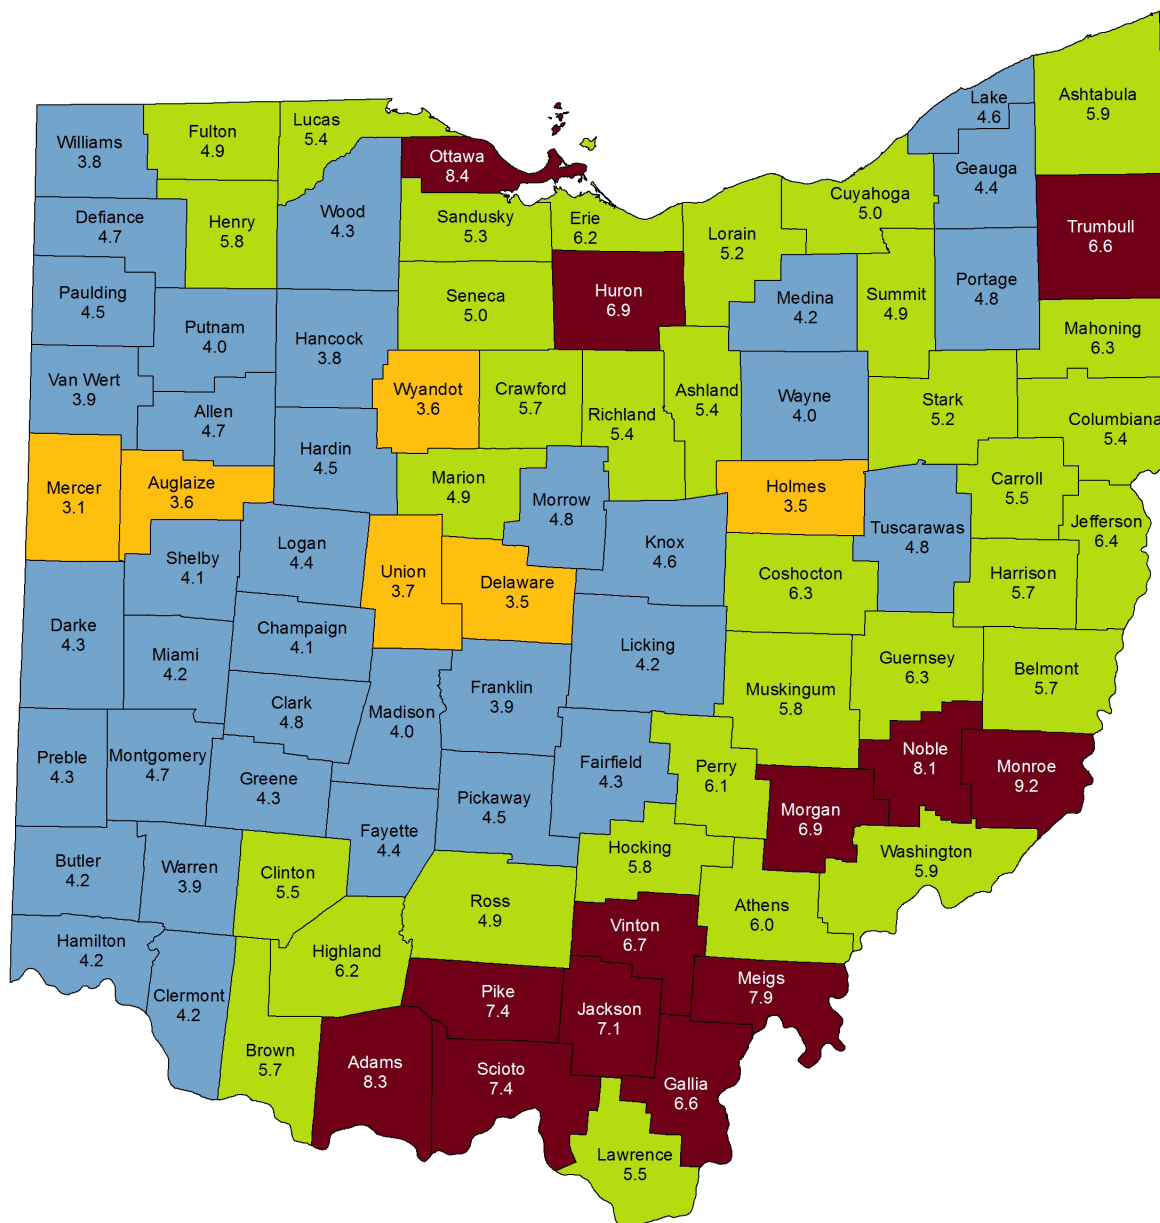 Lake
4.6
Ashtabula
5.9
Williams
3.8
Fulton
4.9
Lucas
5.4
Ottawa
8.4
Geauga
4.4
Cuyahoga
5.0
Defiance
4.7
Henry
5.8
Wood
4.3
Sandusky
5.3
Erie
6.2
Lorain
5.2
Trumbull
6.6
Paulding
4.5
Putnam
4.0
Hancock
3.8
Seneca
5.0
Huron
6.9
Medina
4.2
Summit
4.9
Portage
4.8
Mahoning
6.3
Van Wert
3.9
Allen
4.7
Wyandot
3.6
Crawford
5.7
Richland
5.4
Ashland
5.4
Wayne
4.0
Stark
5.2
Columbiana
5.4
Mercer
3.1
Auglaize
3.6
Hardin
4.5
Marion
4.9
Morrow
4.8
Holmes
3.5
Tuscarawas
4.8
Carroll
5.5
Jefferson
6.4
Shelby
4.1
Logan
4.4
Union
3.7
Delaware
3.5
Knox
4.6
Coshocton
6.3
Harrison
5.7
Darke
4.3
Miami
4.2
Champaign
4.1
Licking
4.2
Guernsey
6.3
Belmont
5.7
Clark
4.8
Madison
4.0
Franklin
3.9
Muskingum
5.8
Preble
4.3
Montgomery
4.7
Greene
4.3
Fairfield
4.3
Perry
6.1
Noble
8.1
Monroe
9.2
Pickaway
4.5
Morgan
6.9
Butler
4.2
Warren
3.9
Clinton
5.5
Fayette
4.4
Hocking
5.8
Washington
5.9
Ross
4.9
Athens
6.0
Vinton
6.7
Hamilton
4.2
Highland
6.2
Clermont
4.2
Pike
7.4
Jackson
7.1
Meigs
7.9
Brown
5.7
Adams
8.3
Scioto
7.4
Gallia
6.6
Lawrence
5.5